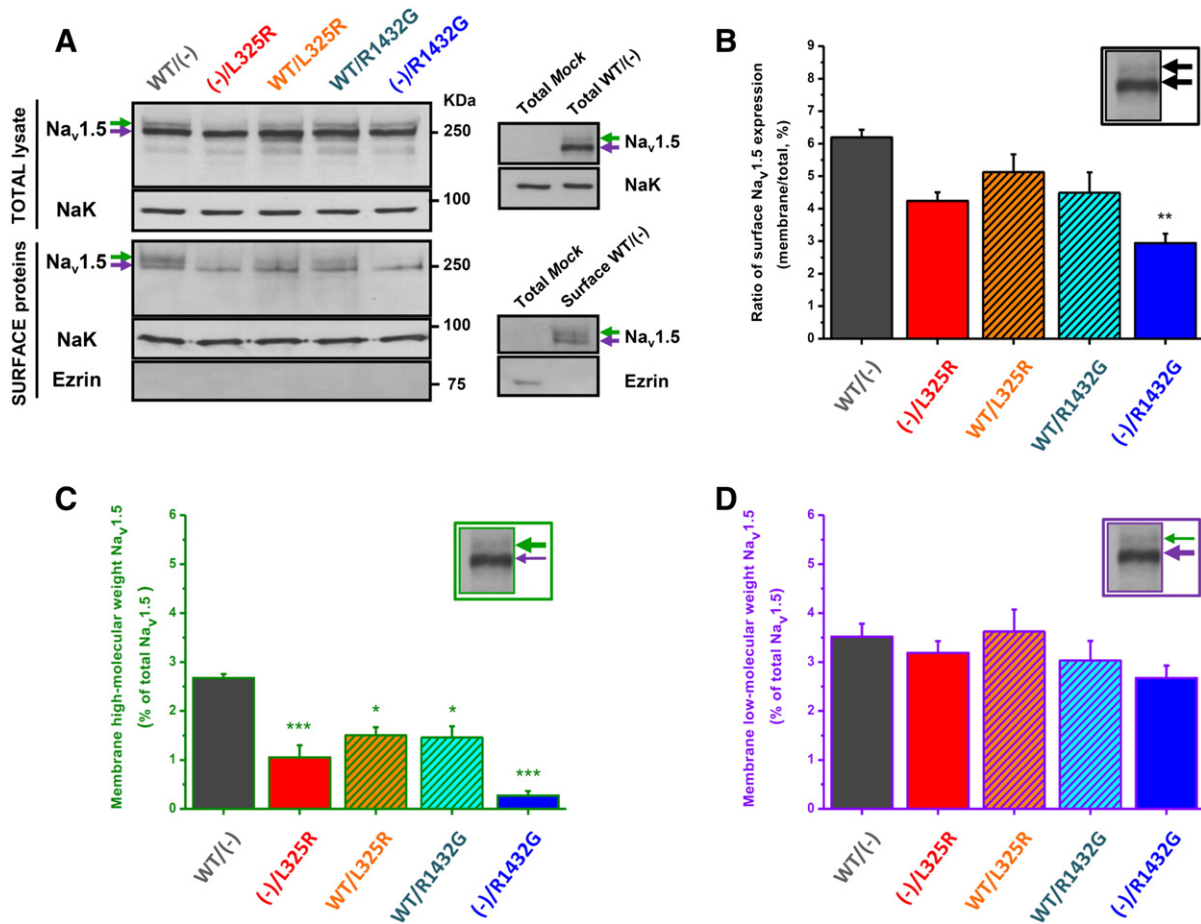 A
WT/(-)
(-)/L325R
WT/L325R
WT/R1432G
(-)/R1432G
TOTAL lysate
Nav1.5
NaK
KDa
250
100
SURFACE proteins
Nav1.5
NaK
Ezrin
250
100
75
Total Mock
Total WT/(-)
Nav1.5
NaK
Total Mock
Surface WT/(-)
Nav1.5
Ezrin
B
Ratio of surface Nav1.5 expression
(membrane/total, %)
9
8
7
6
5
4
3
2
1
0
**
WT/(-)
(-)/L325R
WT/L325R
WT/R1432G
(-)/R1432G
C
Membrane high-molecular weight Nav1.5
(% of total Nav1.5 )
6
5
4
3
2
1
0
***
*
*
***
WT/(-)
(-)/L325R
WT/L325R
WT/R1432G
(-)/R1432G
D
Membrane low-molecular weight Nav1.5
(% of total Nav1.5)
6
5
4
3
2
1
0
WT/(-)
(-)/L325R
WT/L325R
WT/R1432G
(-)/R1432G